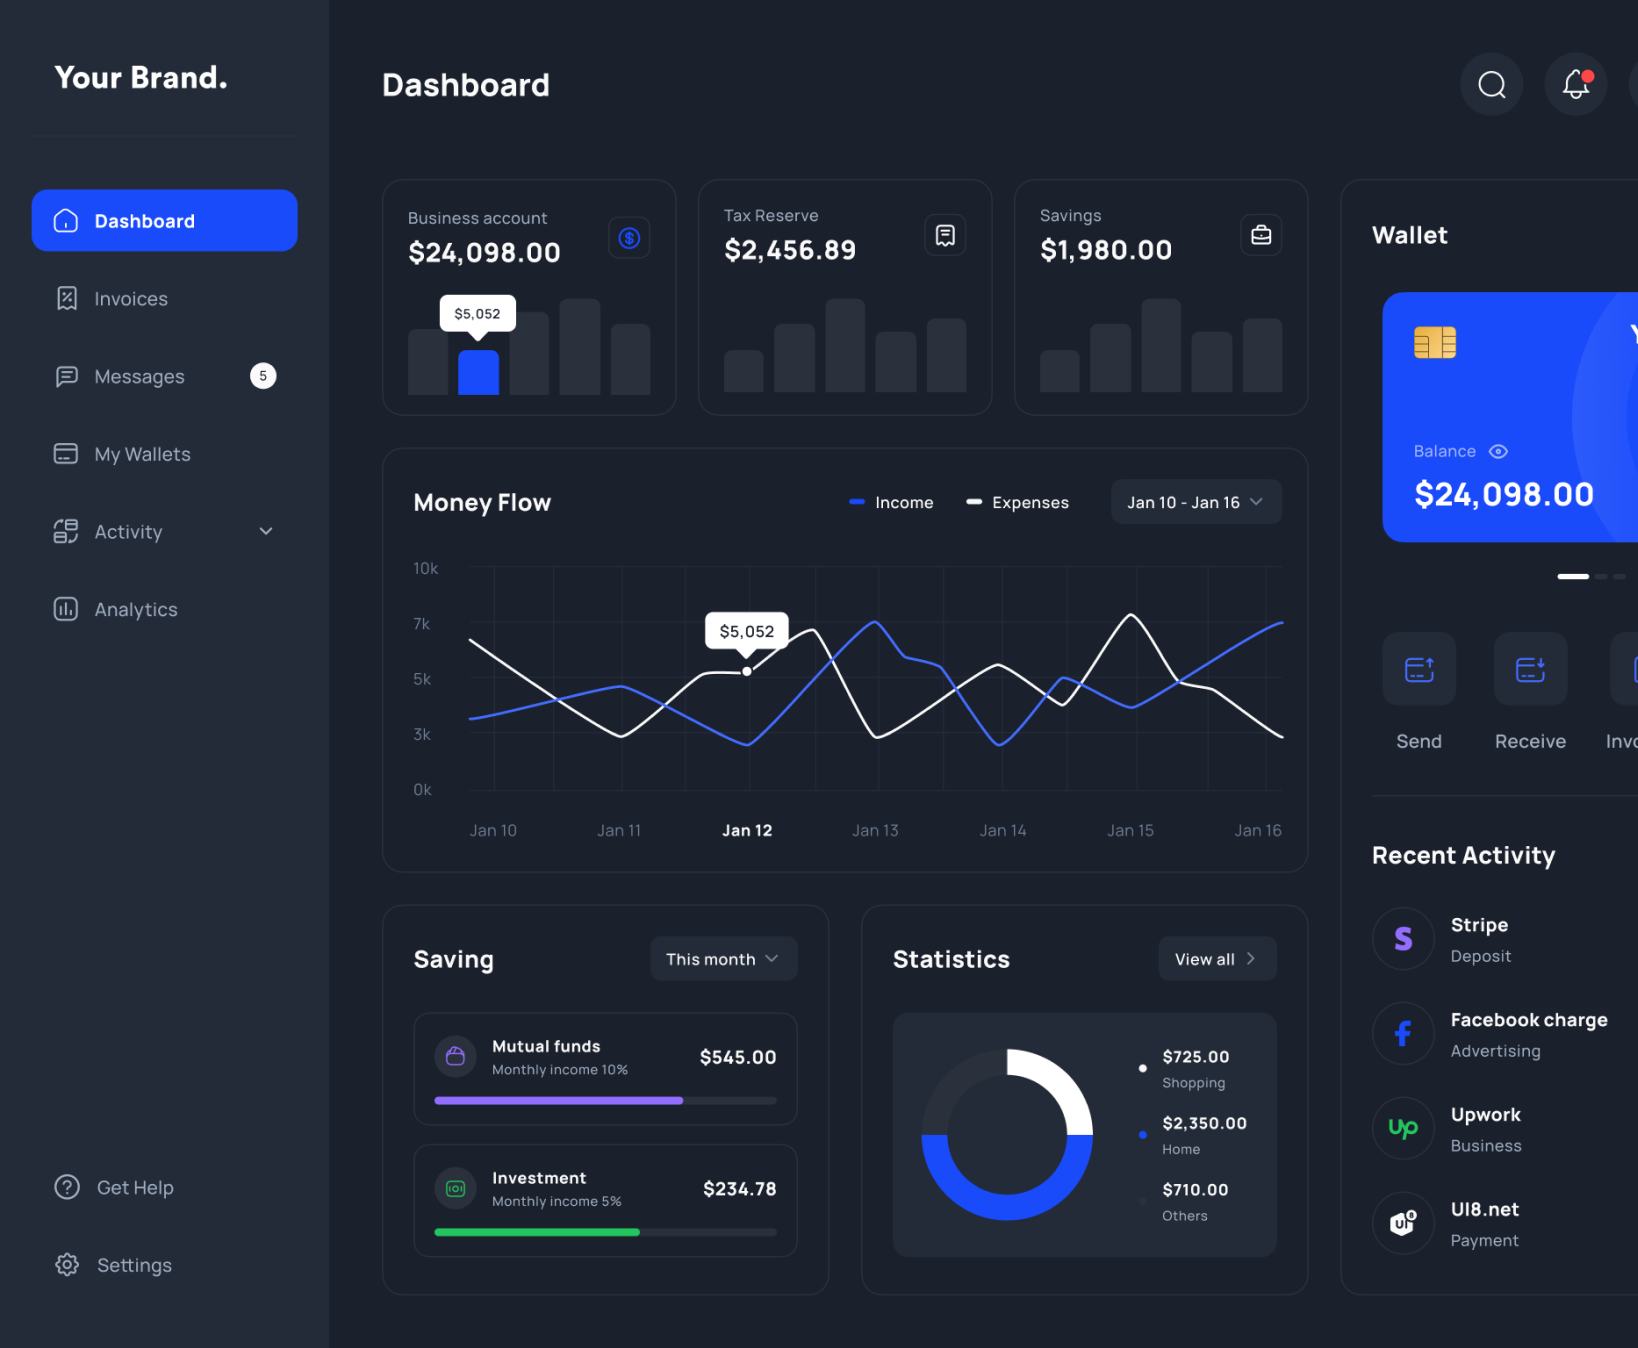 Your Brand.
Dashboard
Invoices
Messages
5
My Wallets
Activity
Analytics
Get Help
Settings
Dashboard
Business account
$24,098.00
$5,052
Tax Reserve
$2,456.89
Savings
$1,980.00
Money Flow
Income
Expenses
Jan 10 - Jan 16
10k
7k
5k
3k
0k
$5,052
Jan 10
Jan 11
Jan 12
Jan 13
Jan 14
Jan 15
Jan 16
Saving
This month
Mutual funds
Monthly income 10%
$545.00
Investment
Monthly income 5%
$234.78
Statistics
View all
$725.00
Shopping
$2,350.00
Home
$710.00
Others
Wallet
Balance
$24,098.00
Send
Receive
Recent Activity
S
Stripe
Deposit
f
Facebook charge
Advertising
Up
Upwork
Business
UI8
UI8.net
Payment